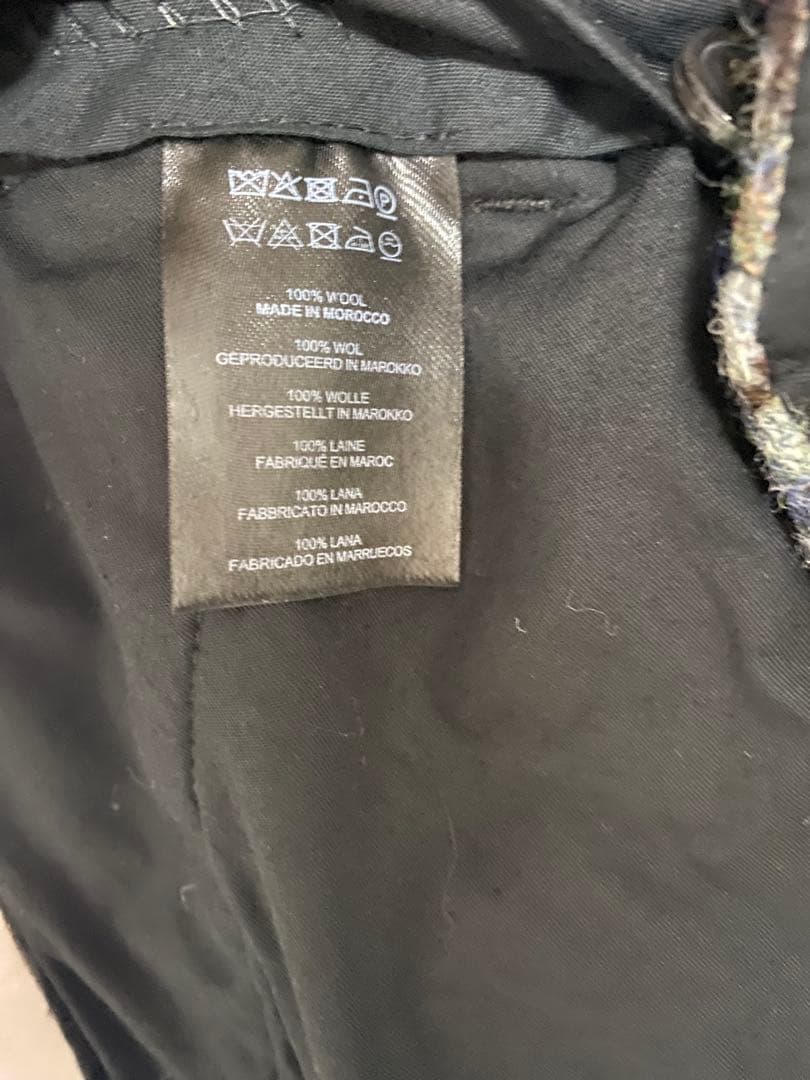 P
100% WOOL
MADE IN MOROCCO
100% WOL
GEPRODUCEERD IN MAROKKO
100% WOLLE
HERGESTELLT IN MAROKKO
100% LAINE
FABRIQUÉ EN MAROC
100% LANA
FABBRICATO IN MAROCCO
100% LANA
FABRICADO EN MARRUECOS